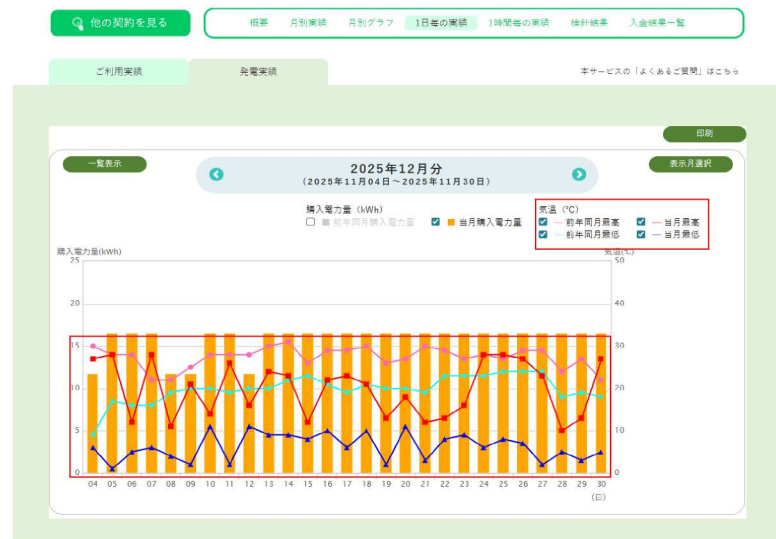 他の契約を見る
概要 月別実績 月別グラフ 1日毎の実績 1時間毎の実績 検針結果 入金結果一覧
ご利用実績 発電実績 本サービスの「よくあるご質問」はこちら
印刷
一覧表示 2025年12月分 表示月選択
(2025年11月04日~2025年11月30日)
購入電力量 (kWh) 気温 (℃)
前年同月購入電力量 当月購入電力量 前年同月最高 当月最高
前年同月最低 当月最低
購入電力量(kWh) 気温(℃)
25 50
20 40
15 30
10 20
5 10
0 0
04 05 06 07 08 09 10 11 12 13 14 15 16 17 18 19 20 21 22 23 24 25 26 27 28 29 30
(日)